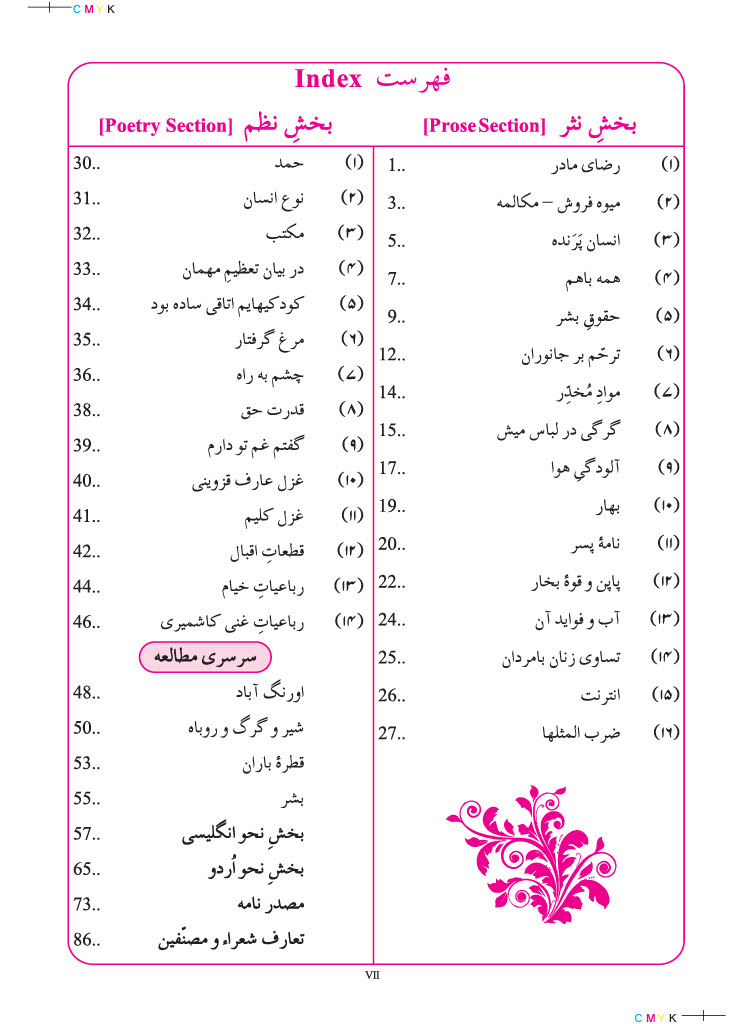 CMYK
فہرست Index
بخشِ نثر [Prose Section]
(۱) رضای مادر 1..
(۲) میوه فروش – مکالمه 3..
(۳) انسان پَرَنده 5..
(۴) همه باهم 7..
(۵) حقوقِ بشر 9..
(۶) ترحّم بر جانوران 12..
(۷) موادِ مُخدِّر 14..
(۸) گرگی در لباس میش 15..
(۹) آلودگیِ هوا 17..
(۱۰) بهار 19..
(۱۱) نامۀ پسر 20..
(۱۲) پاپن و قوۀ بخار 22..
(۱۳) آب و فواید آن 24..
(۱۴) تساوی زنان بامردان 25..
(۱۵) انترنت 26..
(۱۶) ضرب المثلها 27..
بخشِ نظم [Poetry Section]
(۱) حمد 30..
(۲) نوع انسان 31..
(۳) مکتب 32..
(۴) در بیان تعظیمِ مهمان 33..
(۵) کودکیهایم اتاقی ساده بود 34..
(۶) مرغ گرفتار 35..
(۷) چشم به راه 36..
(۸) قدرت حق 38..
(۹) گفتم غم تو دارم 39..
(۱۰) غزل عارف قزوینی 40..
(۱۱) غزل کلیم 41..
(۱۲) قطعاتِ اقبال 42..
(۱۳) رباعیاتِ خیام 44..
(۱۴) رباعیاتِ غنی کاشمیری 46..
سرسری مطالعه
اورنگ آباد 48..
شیر و گرگ و روباه 50..
قطرۀ باران 53..
بشر 55..
بخشِ نحو انگلیسی 57..
بخشِ نحو اُردو 65..
مصدر نامه 73..
تعارف شعراء و مصنّفین 86..
VII
CMYK